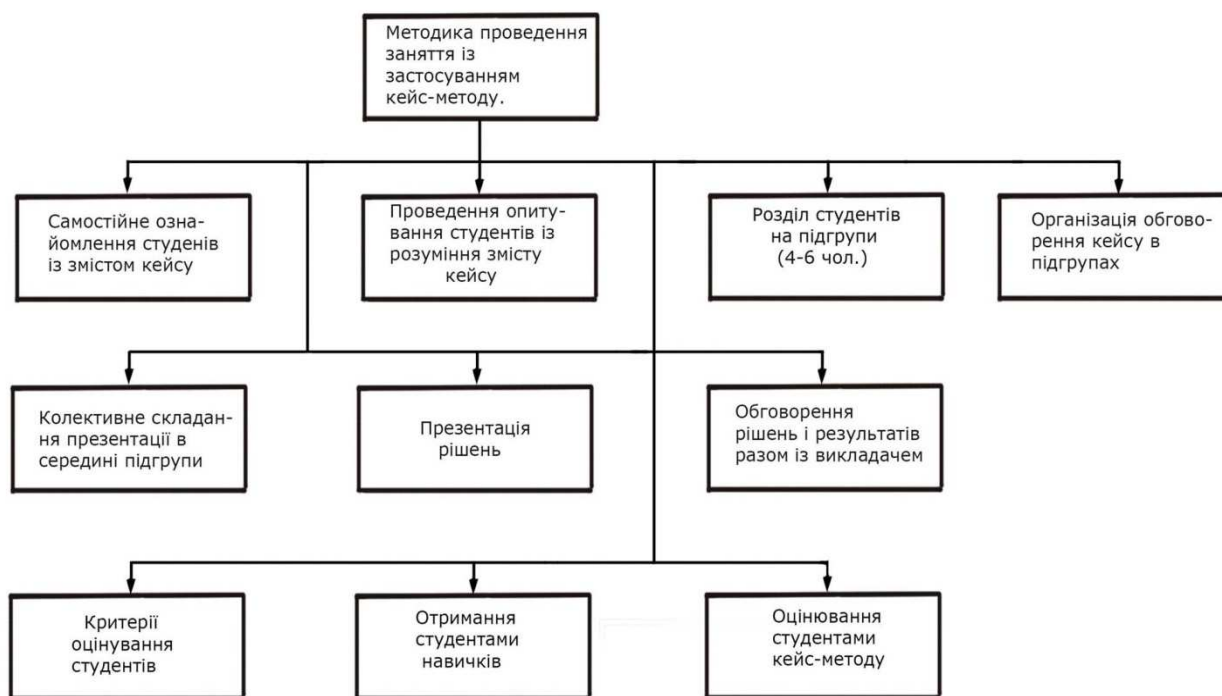 Методика проведення
заняття із
застосуванням
кейс-методу.
Самостійне озна-
йомлення студенів
із змістом кейсу
Проведення опиту-
вання студентів із
розуміння змісту
кейсу
Розділ студентів
на підгрупи
(4-6 чол.)
Організація обгово-
рення кейсу в
підгрупах
Колективне складан-
ня презентації в
середині підгрупи
Презентація
рішень
Обговорення
рішень і результатів
разом із викладачем
Критерії
оцінування
студентів
Отримання
студентами
навичків
Оцінювання
студентами
кейс-методу